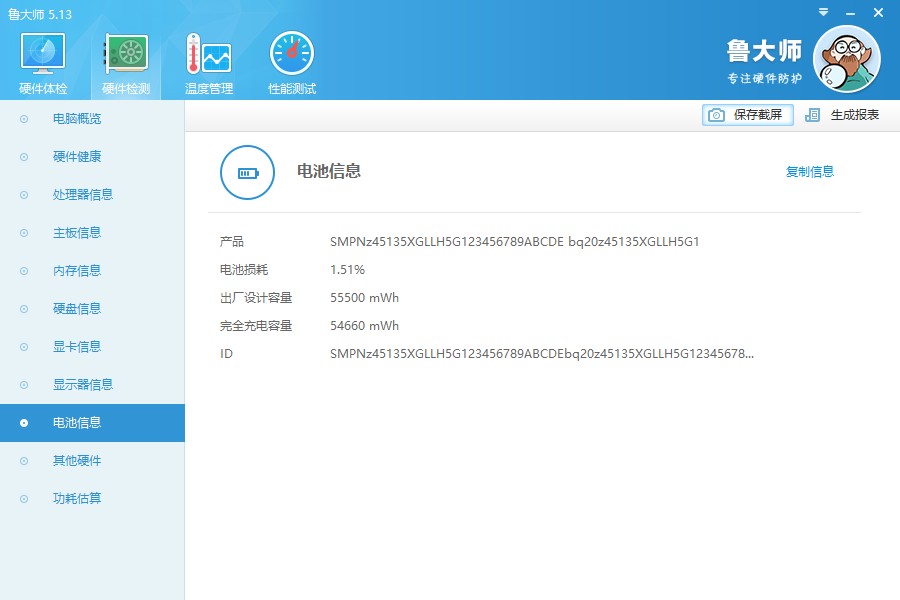 鲁大师 5.13
硬件体检
硬件检测
温度管理
性能测试
鲁大师
专注硬件防护
保存截屏
生成报表
电脑概览
硬件健康
处理器信息
主板信息
内存信息
硬盘信息
显卡信息
显示器信息
电池信息
其他硬件
功耗估算
电池信息
复制信息
产品 SMPNz45135XGLLH5G123456789ABCDE bq20z45135XGLLH5G1
电池损耗 1.51%
出厂设计容量 55500 mWh
完全充电容量 54660 mWh
ID SMPNz45135XGLLH5G123456789ABCDEbq20z45135XGLLH5G12345678...